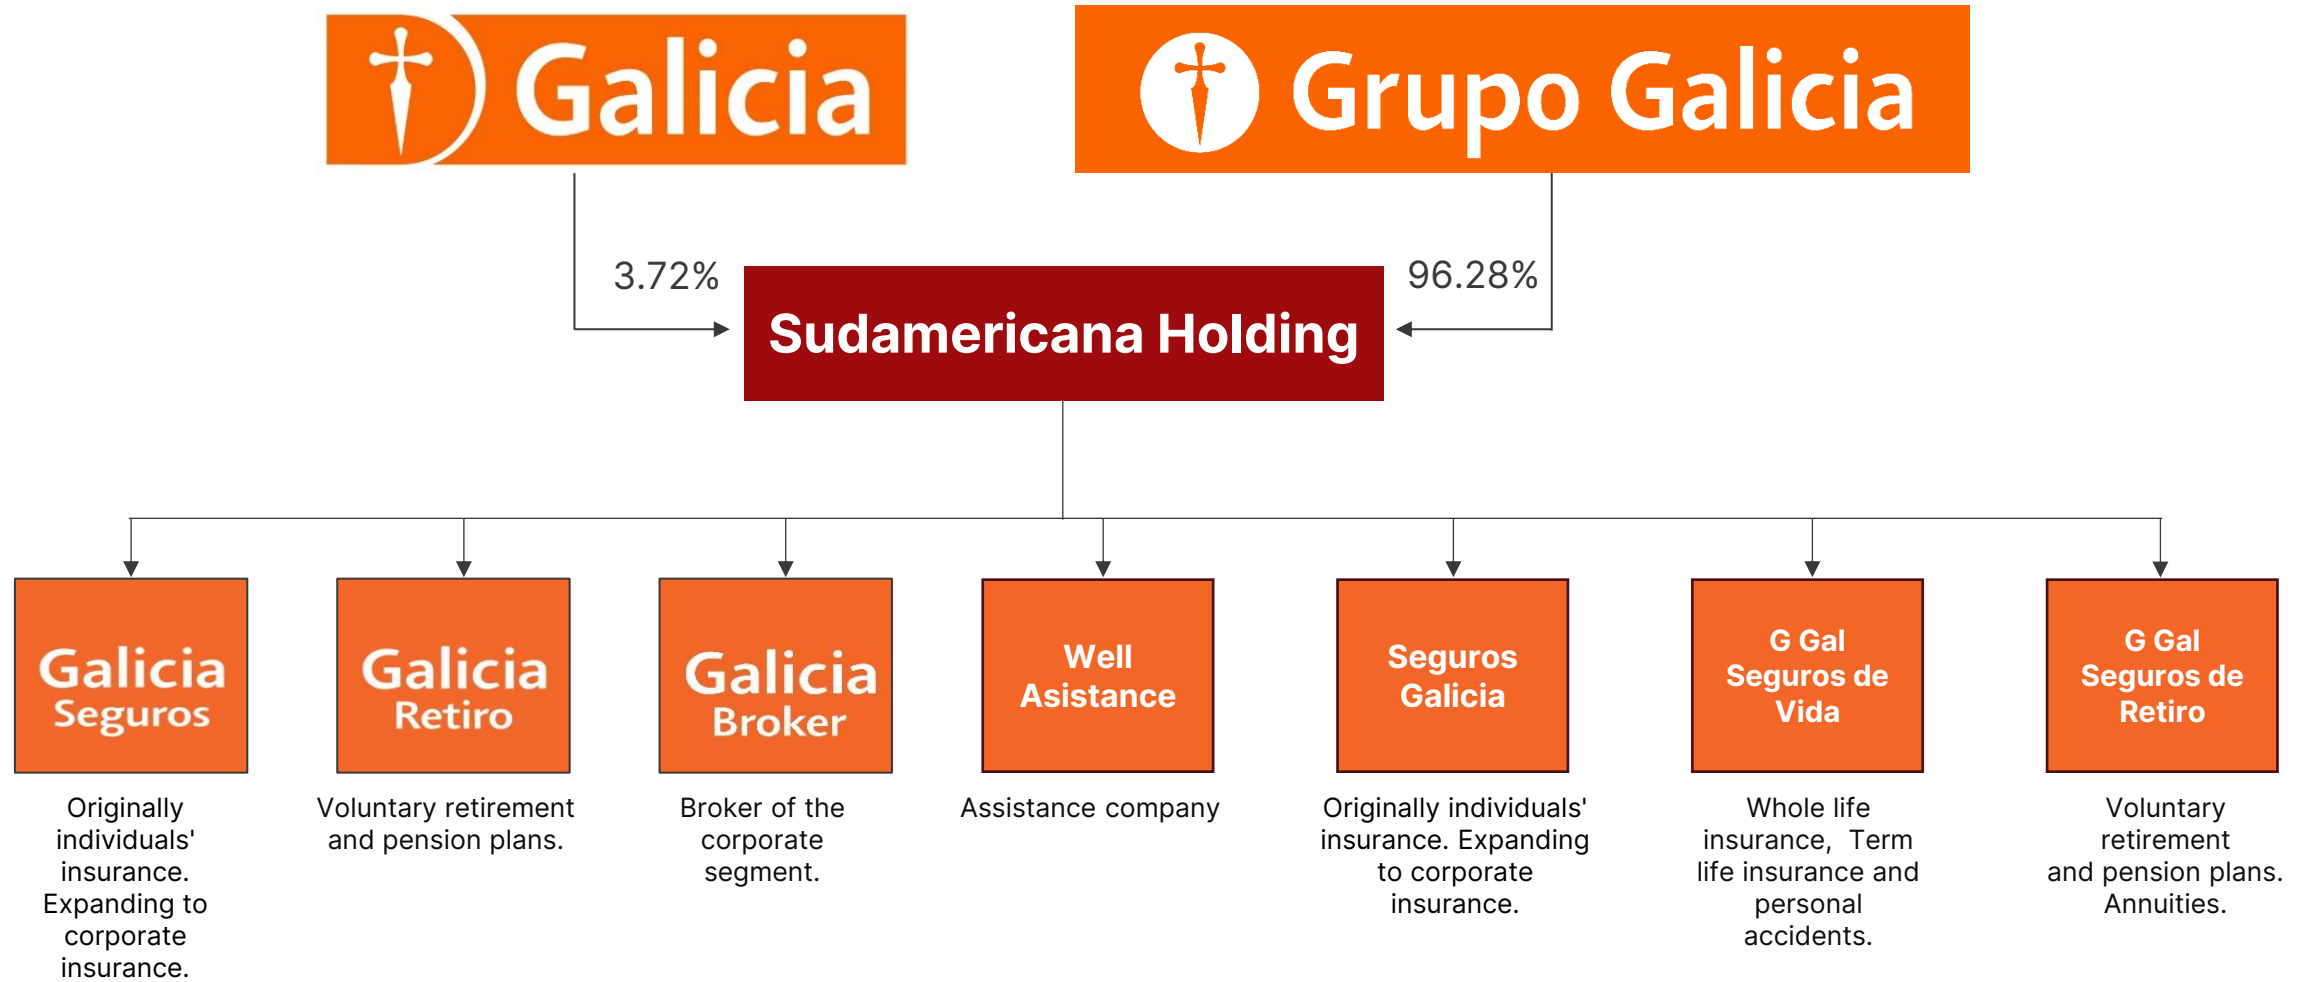 Galicia
Grupo Galicia
3.72%
96.28%
Sudamericana Holding
Galicia
Seguros
Galicia
Retiro
Galicia
Broker
Well
Asistance
Seguros
Galicia
G Gal
Seguros de
Vida
G Gal
Seguros de
Retiro
Originally
individuals'
insurance.
Expanding to
corporate
insurance.
Voluntary retirement
and pension plans.
Broker of the
corporate
segment.
Assistance company
Originally individuals'
insurance. Expanding
to corporate
insurance.
Whole life
insurance, Term
life insurance and
personal
accidents.
Voluntary
retirement
and pension plans.
Annuities.